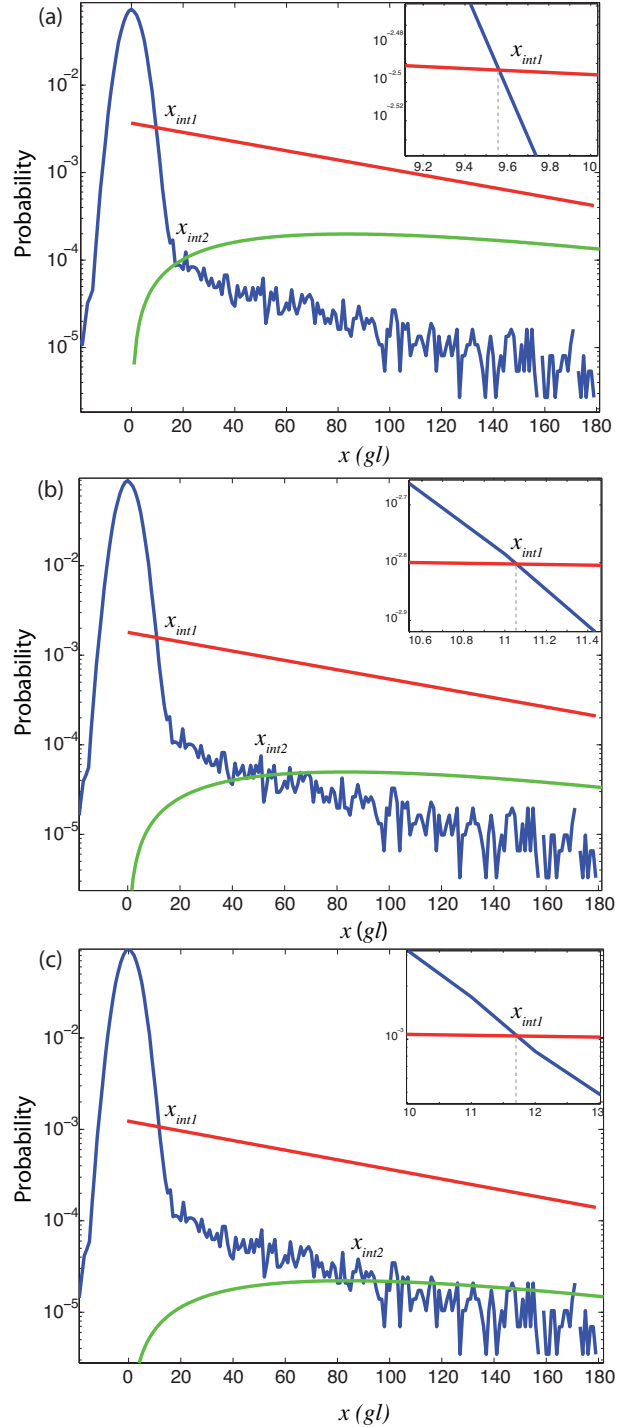 (a)
Probability
10^-2
10^-3
10^-4
10^-5
0 20 40 60 80 100 120 140 160 180
x (gl)
x_int1
x_int2
10^-2.48
10^-2.5
10^-2.52
x_int1
9.2 9.4 9.6 9.8 10
(b)
Probability
10^-2
10^-3
10^-4
10^-5
0 20 40 60 80 100 120 140 160 180
x (gl)
x_int1
x_int2
10^-2.7
10^-2.8
10^-2.9
x_int1
10.6 10.8 11 11.2 11.4
(c)
Probability
10^-2
10^-3
10^-4
10^-5
0 20 40 60 80 100 120 140 160 180
x (gl)
x_int1
x_int2
10^-3
x_int1
10 11 12 13